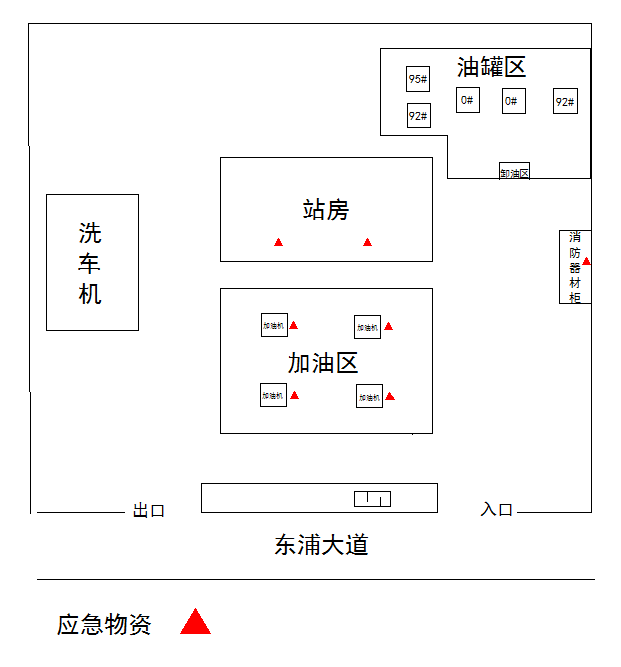 油罐区
95#
0#
0#
92#
92#
卸油区
站房
洗车机
消防器材柜
加油机
加油机
加油区
加油机
加油机
出口
入口
东浦大道
应急物资